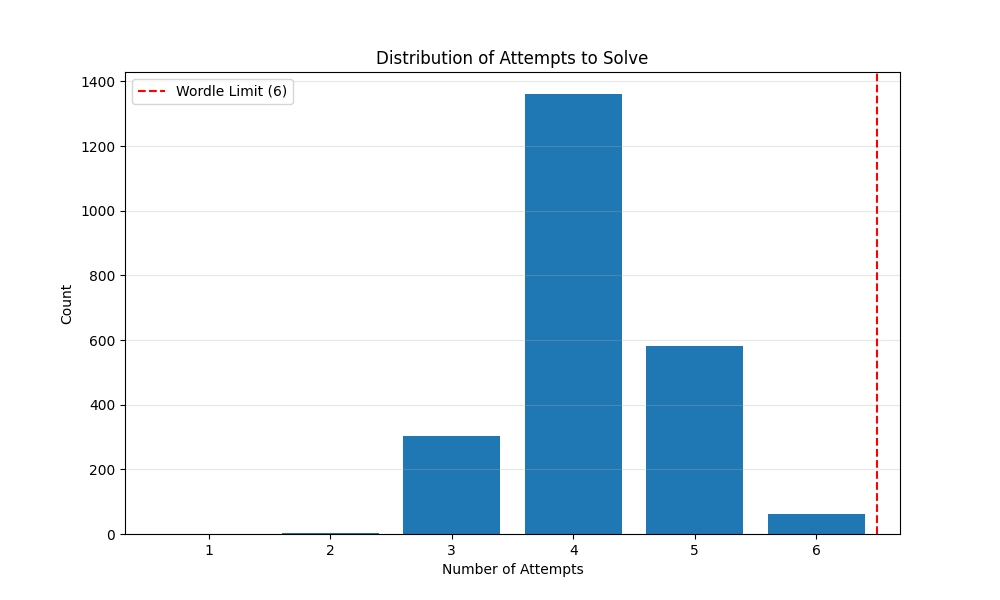 Distribution of Attempts to Solve
Wordle Limit (6)
1400
1200
1000
800
600
400
200
0
Count
1 2 3 4 5 6
Number of Attempts